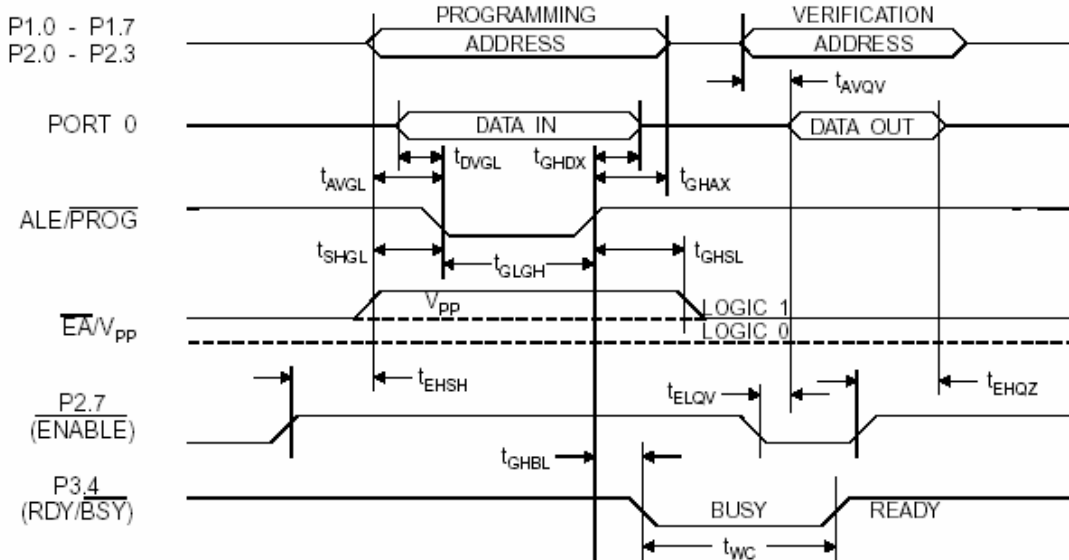 PROGRAMMING VERIFICATION
P1.0 - P1.7
P2.0 - P2.3
ADDRESS ADDRESS
tAVQV
PORT 0 DATA IN DATA OUT
tDVGL tGHDX
tAVGL tGHAX
ALE/PROG
tSHGL tGLGH tGHSL
VPP LOGIC 1
EA/VPP LOGIC 0
tEHSH tELQV tEHQZ
P2.7
(ENABLE)
tGHBL
P3.4
(RDY/BSY) BUSY READY
tWC